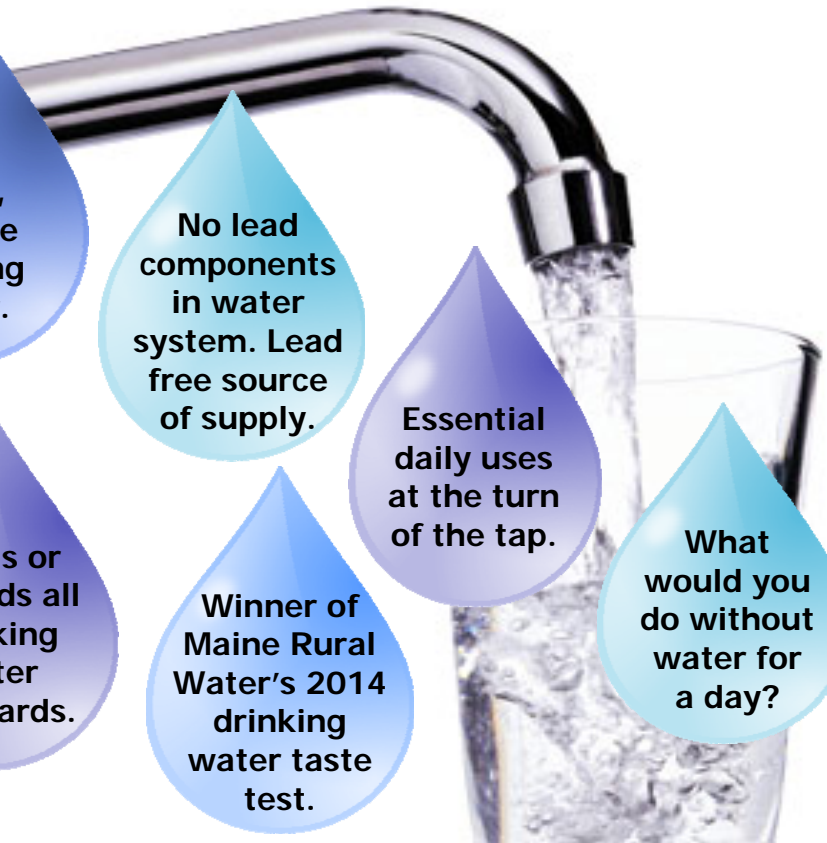 No lead
components
in water
system. Lead
free source
of supply.
Essential
daily uses
at the turn
of the tap.
What
would you
do without
water for
a day?
or
all
Winner of
Maine Rural
Water's 2014
drinking
water taste
test.